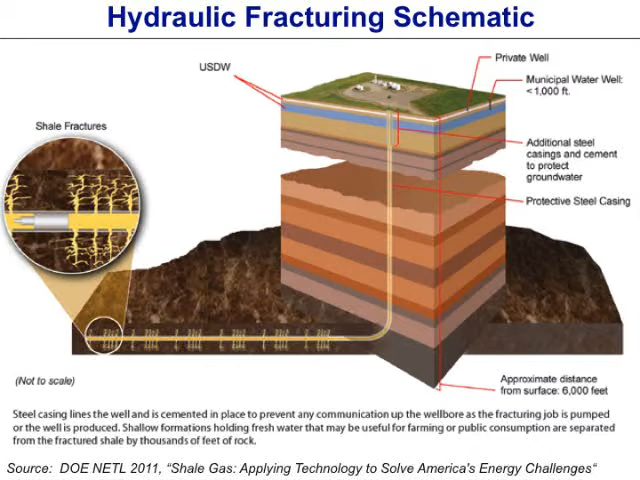 Hydraulic Fracturing Schematic
Private Well
USDW
Municipal Water Well:
< 1,000 ft.
Shale Fractures
Additional steel
casings and cement
to protect
groundwater
Protective Steel Casing
(Not to scale)
Approximate distance
from surface: 6,000 feet
Steel casing lines the well and is cemented in place to prevent any communication up the wellbore as the fracturing job is pumped
or the well is produced. Shallow formations holding fresh water that may be useful for farming or public consumption are separated
from the fractured shale by thousands of feet of rock.
Source:  DOE NETL 2011, “Shale Gas: Applying Technology to Solve America's Energy Challenges“